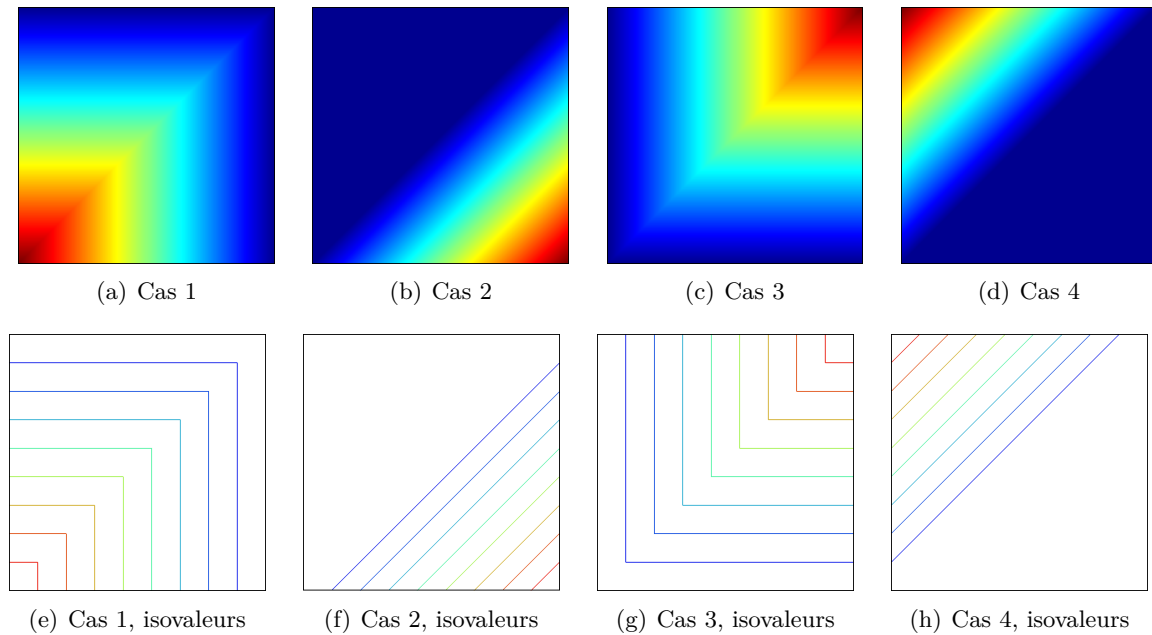 (a) Cas 1
(b) Cas 2
(c) Cas 3
(d) Cas 4
(e) Cas 1, isovaleurs
(f) Cas 2, isovaleurs
(g) Cas 3, isovaleurs
(h) Cas 4, isovaleurs